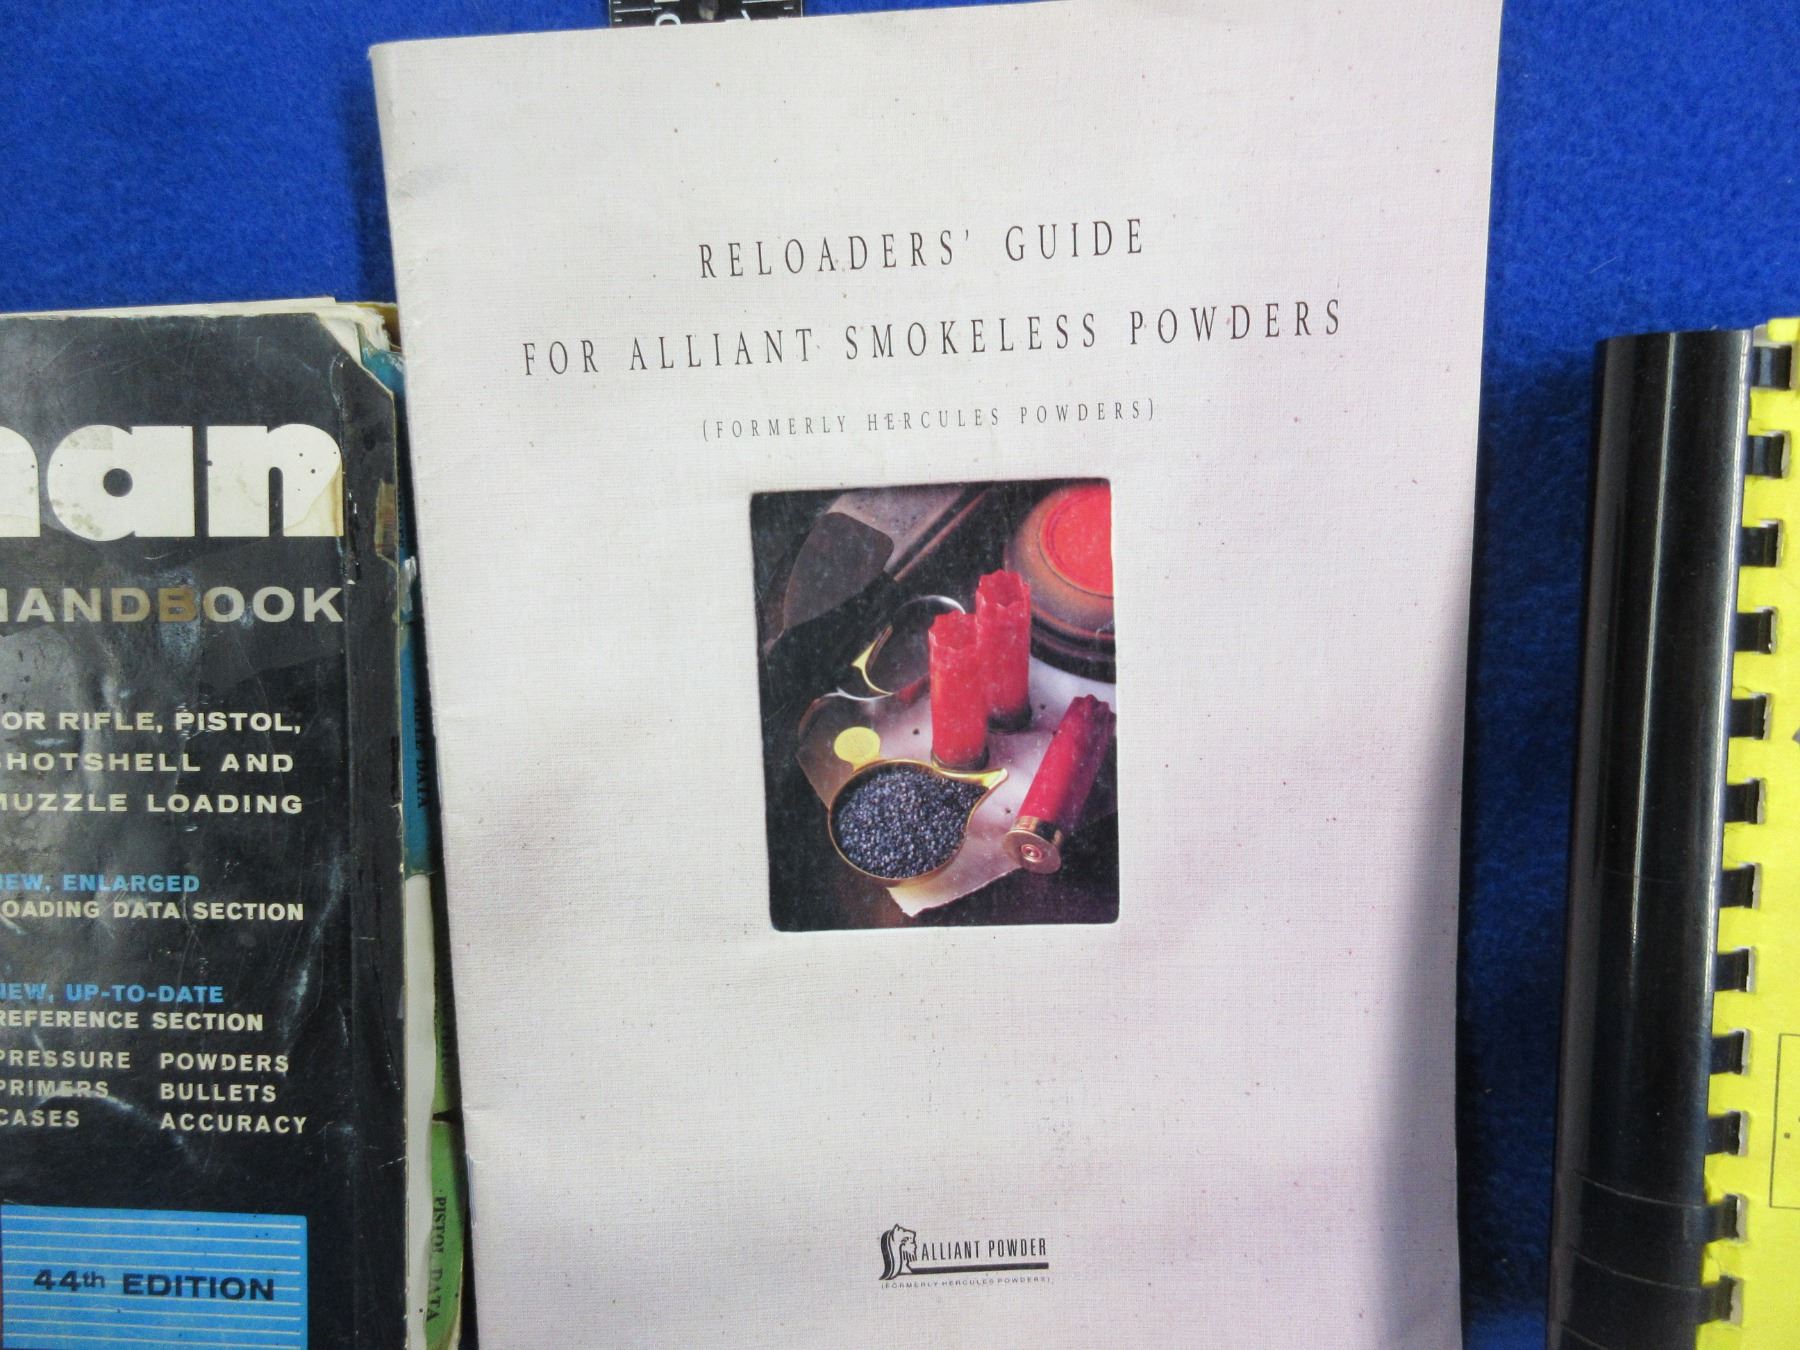 RELOADERS' GUIDE
FOR ALLIANT SMOKELESS POWDERS
(FORMERLY HERCULES POWDERS)
ALLIANT POWDER
(FORMERLY HERCULES POWDERS)
an
HANDBOOK
OR RIFLE, PISTOL,
SHOTSHELL AND
MUZZLE LOADING
NEW, ENLARGED
LOADING DATA SECTION
NEW, UP-TO-DATE
REFERENCE SECTION
PRESSURE POWDERS
PRIMERS BULLETS
CASES ACCURACY
44th EDITION
DATA
PISTOL DATA